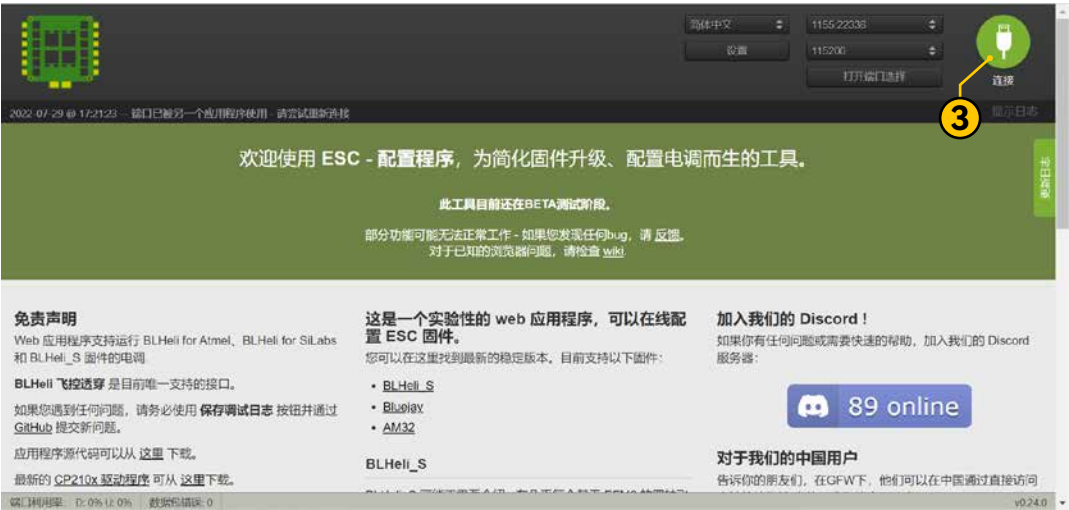 简体中文
1155:22336
设置
115200
打开端口选择
连接
3
2022-07-29 @ 17:21:23 -- 端口已被另一个应用程序使用 - 请尝试重新连接
显示日志
欢迎使用 ESC - 配置程序，为简化固件升级、配置电调而生的工具。
更新日志
此工具目前还在BETA测试阶段。
部分功能可能无法正常工作 - 如果您发现任何bug，请 反馈。
对于已知的浏览器问题，请检查 wiki.
免责声明
Web 应用程序支持运行 BLHeli for Atmel、BLHeli for SiLabs
和 BLHeli_S 固件的电调.
BLHeli 飞控透穿 是目前唯一支持的接口。
如果您遇到任何问题，请务必使用 保存调试日志 按钮并通过
GitHub 提交新问题。
应用程序源代码可以从 这里 下载。
最新的 CP210x 驱动程序 可从 这里下载。
这是一个实验性的 web 应用程序，可以在线配
置 ESC 固件。
您可以在这里找到最新的稳定版本。目前支持以下固件：
• BLHeli_S
• Bluejay
• AM32
BLHeli_S
加入我们的 Discord！
如果你有任何问题或需要快速的帮助，加入我们的 Discord
服务器：
89 online
对于我们的中国用户
告诉你的朋友们，在GFW下，他们可以在中国通过直接访问
端口利用率: D: 0% U: 0%
数据包错误: 0
v0.24.0